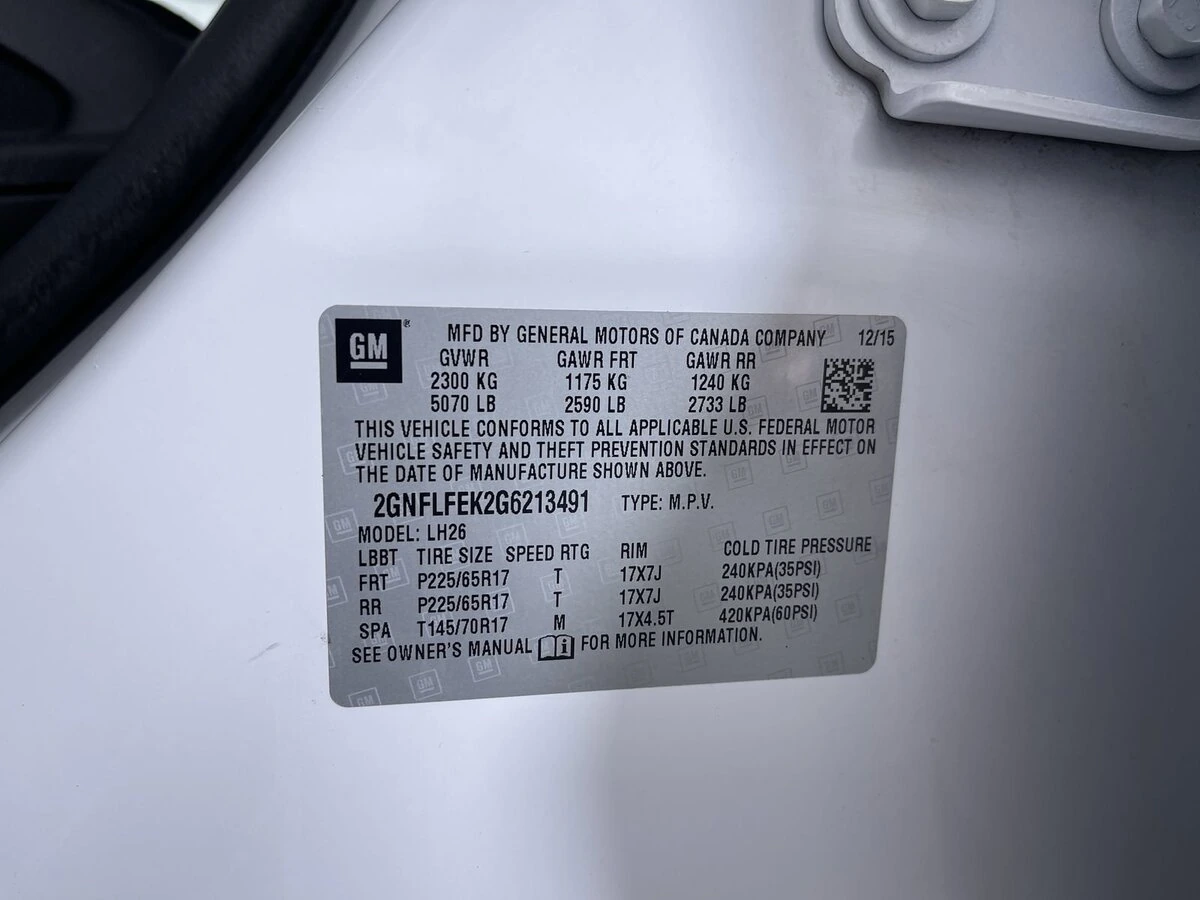 GM ® MFD BY GENERAL MOTORS OF CANADA COMPANY 12/15
GVWR GAWR FRT GAWR RR
2300 KG 1175 KG 1240 KG
5070 LB 2590 LB 2733 LB
THIS VEHICLE CONFORMS TO ALL APPLICABLE U.S. FEDERAL MOTOR
VEHICLE SAFETY AND THEFT PREVENTION STANDARDS IN EFFECT ON
THE DATE OF MANUFACTURE SHOWN ABOVE.
2GNFLFEK2G6213491 TYPE: M.P.V.
MODEL: LH26
LBBT TIRE SIZE SPEED RTG RIM COLD TIRE PRESSURE
FRT P225/65R17 T 17X7J 240KPA(35PSI)
RR P225/65R17 T 17X7J 240KPA(35PSI)
SPA T145/70R17 M 17X4.5T 420KPA(60PSI)
SEE OWNER'S MANUAL i FOR MORE INFORMATION.